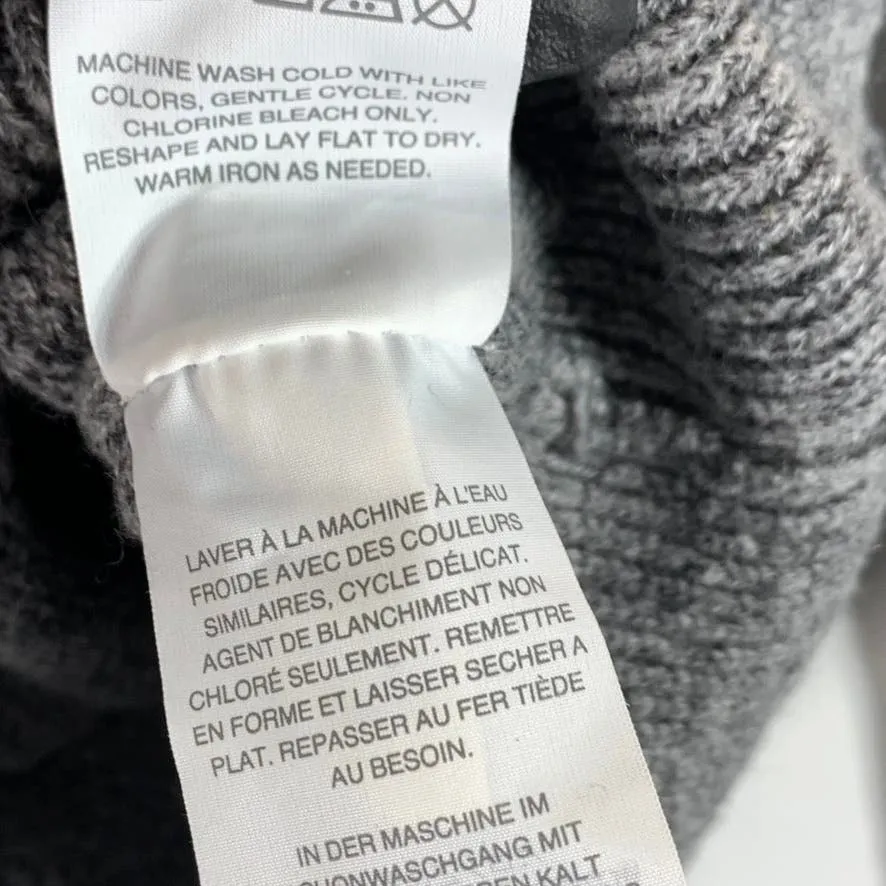 MACHINE WASH COLD WITH LIKE
COLORS, GENTLE CYCLE. NON
CHLORINE BLEACH ONLY.
RESHAPE AND LAY FLAT TO DRY.
WARM IRON AS NEEDED.
LAVER À LA MACHINE À L'EAU
FROIDE AVEC DES COULEURS
SIMILAIRES, CYCLE DÉLICAT.
AGENT DE BLANCHIMENT NON
CHLORÉ SEULEMENT. REMETTRE
EN FORME ET LAISSER SECHER A
PLAT. REPASSER AU FER TIÈDE
AU BESOIN.
IN DER MASCHINE IM
MIT
KALT